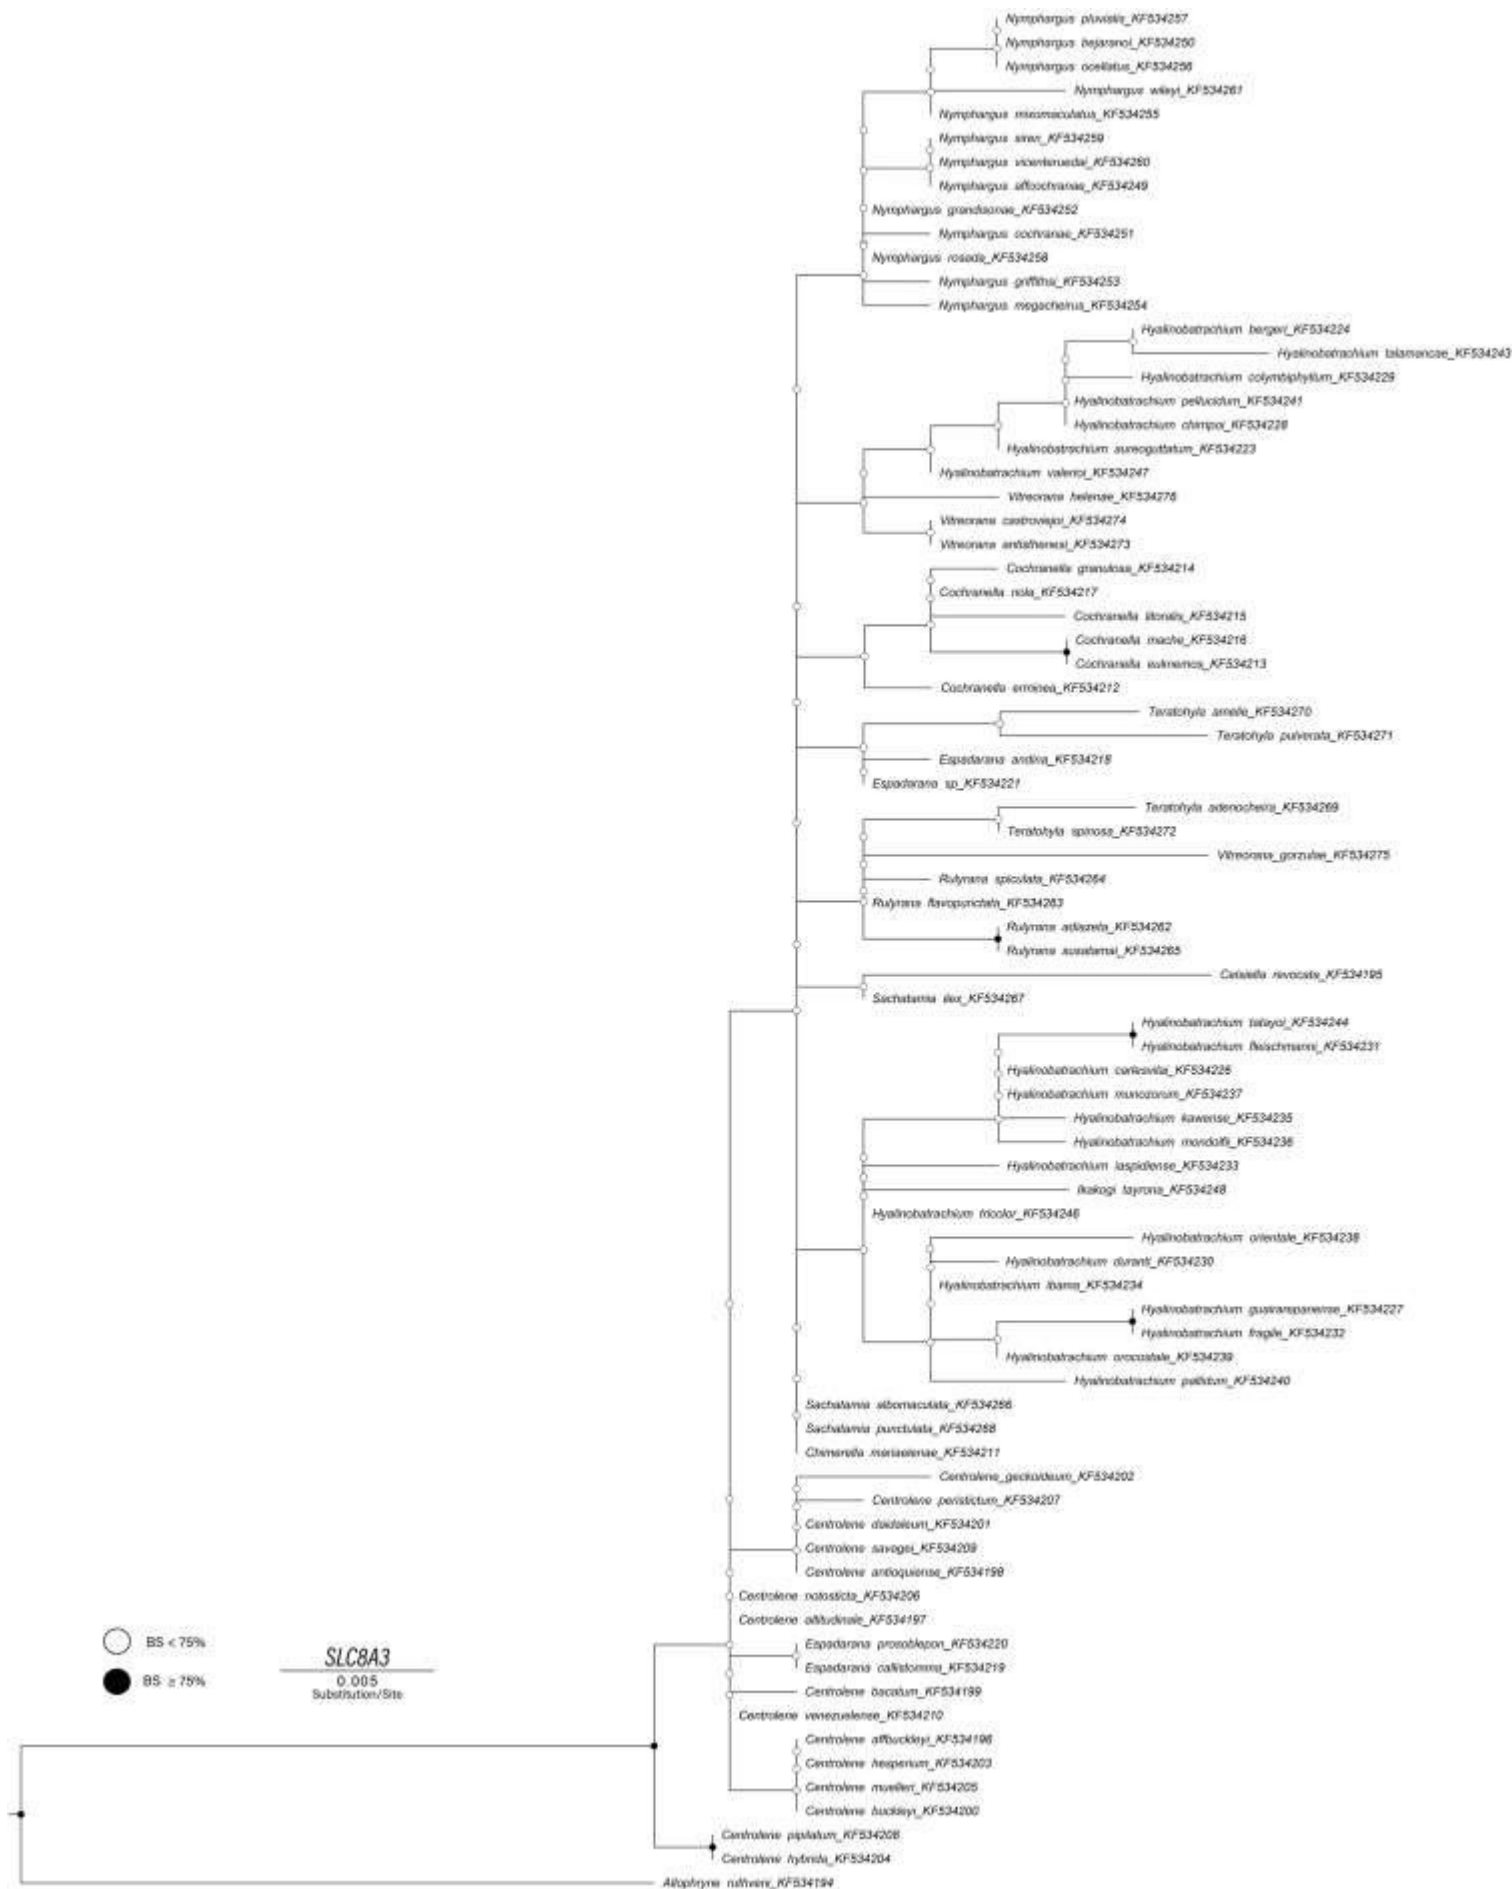 Nymphargus pluvialis_KF534257
Nymphargus bejaranoi_KF534250
Nymphargus ocellatus_KF534256
Nymphargus wileyi_KF534261
Nymphargus mixomaculatus_KF534255
Nymphargus siren_KF534259
Nymphargus vicenteruedai_KF534260
Nymphargus affcochranae_KF534249
Nymphargus grandisonae_KF534252
Nymphargus cochranae_KF534251
Nymphargus rosada_KF534258
Nymphargus griffithsi_KF534253
Nymphargus megacheirus_KF534254
Hyalinobatrachium bergeri_KF534224
Hyalinobatrachium talamancae_KF534243
Hyalinobatrachium colymbiphyllum_KF534229
Hyalinobatrachium pellucidum_KF534241
Hyalinobatrachium chirripoi_KF534228
Hyalinobatrachium aureoguttatum_KF534223
Hyalinobatrachium valerioi_KF534247
Vitreorana helenae_KF534276
Vitreorana castroviejoi_KF534274
Vitreorana antisthenesi_KF534273
Cochranella granulosa_KF534214
Cochranella nola_KF534217
Cochranella litoralis_KF534215
Cochranella mache_KF534216
Cochranella euknemos_KF534213
Cochranella erminea_KF534212
Teratohyla amelie_KF534270
Teratohyla pulverata_KF534271
Espadarana andina_KF534218
Espadarana sp_KF534221
Teratohyla adenocheira_KF534269
Teratohyla spinosa_KF534272
Vitreorana_gorzulae_KF534275
Rulyrana spiculata_KF534264
Rulyrana flavopunctata_KF534263
Rulyrana adiazeta_KF534262
Rulyrana susatamai_KF534265
Celsiella revocata_KF534195
Sachatamia ilex_KF534267
Hyalinobatrachium tatayoi_KF534244
Hyalinobatrachium fleischmanni_KF534231
Hyalinobatrachium carlesvilai_KF534226
Hyalinobatrachium munozorum_KF534237
Hyalinobatrachium kawense_KF534235
Hyalinobatrachium mondolfii_KF534236
Hyalinobatrachium iaspidiense_KF534233
Ikakogi tayrona_KF534248
Hyalinobatrachium tricolor_KF534246
Hyalinobatrachium orientale_KF534238
Hyalinobatrachium duranti_KF534230
Hyalinobatrachium ibama_KF534234
Hyalinobatrachium guairarepanense_KF534227
Hyalinobatrachium fragile_KF534232
Hyalinobatrachium orocostale_KF534239
Hyalinobatrachium pallidum_KF534240
Sachatamia albomaculata_KF534266
Sachatamia punctulata_KF534268
Chimerella mariaelenae_KF534211
Centrolene_geckoideum_KF534202
Centrolene peristictum_KF534207
Centrolene daidaleum_KF534201
Centrolene savagei_KF534209
Centrolene antioquiense_KF534198
Centrolene notosticta_KF534206
Centrolene altitudinale_KF534197
Espadarana prosoblepon_KF534220
Espadarana callistomma_KF534219
Centrolene bacatum_KF534199
Centrolene venezuelense_KF534210
Centrolene affbuckleyi_KF534196
Centrolene hesperium_KF534203
Centrolene muelleri_KF534205
Centrolene buckleyi_KF534200
Centrolene pipilatum_KF534208
Centrolene hybrida_KF534204
Allophryne ruthveni_KF534194
BS < 75%
BS ≥ 75%
SLC8A3
0.005
Substitution/Site